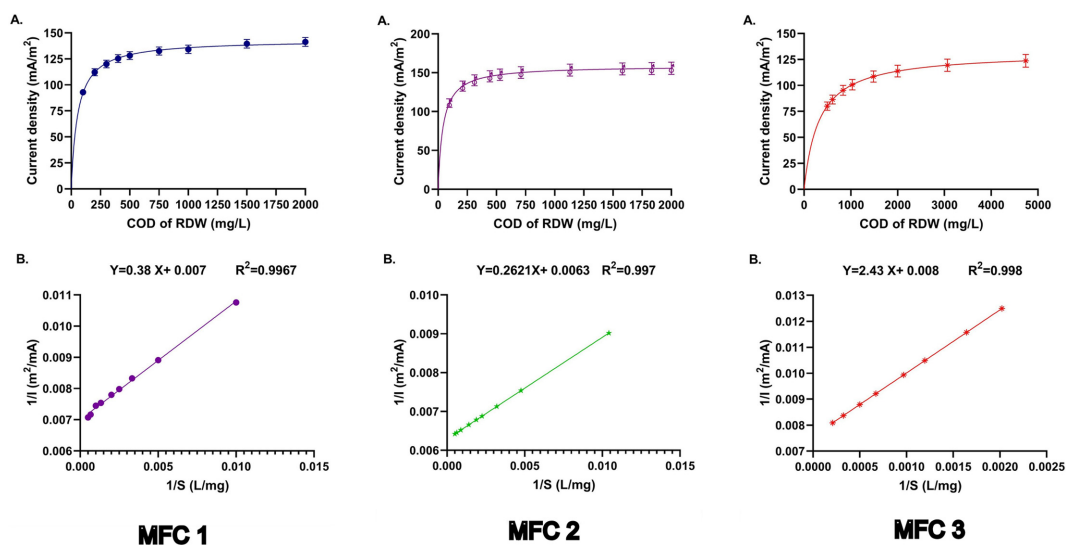 A.
150
125
100
75
50
25
0
Current density (mA/m²)
0 250 500 750 1000 1250 1500 1750 2000
COD of RDW (mg/L)
A.
200
150
100
50
0
Current density (mA/m²)
0 250 500 750 1000 1250 1500 1750 2000
COD of RDW (mg/L)
A.
150
125
100
75
50
25
0
Current density (mA/m²)
0 1000 2000 3000 4000 5000
COD of RDW (mg/L)
B.
Y=0.38 X+ 0.007 R²=0.9967
0.011
0.010
0.009
0.008
0.007
0.006
1/I (m²/mA)
0.000 0.005 0.010 0.015
1/S (L/mg)
B.
Y=0.2621X+ 0.0063 R²=0.997
0.010
0.009
0.008
0.007
0.006
1/I (m²/mA)
0.000 0.005 0.010 0.015
1/S (L/mg)
B.
Y=2.43 X+ 0.008 R²=0.998
0.013
0.012
0.011
0.010
0.009
0.008
0.007
1/I (m²/mA)
0.0000 0.0005 0.0010 0.0015 0.0020 0.0025
1/S (L/mg)
MFC 1
MFC 2
MFC 3